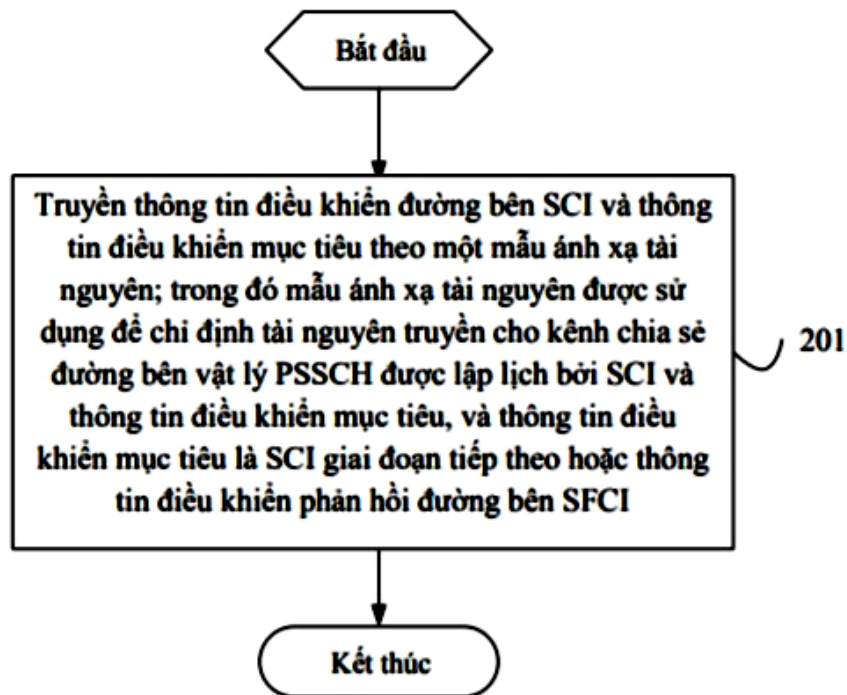 Bắt đầu
Truyền thông tin điều khiển đường bên SCI và thông
tin điều khiển mục tiêu theo một mẫu ánh xạ tài
nguyên; trong đó mẫu ánh xạ tài nguyên được sử
dụng để chỉ định tài nguyên truyền cho kênh chia sẻ
đường bên vật lý PSSCH được lập lịch bởi SCI và
thông tin điều khiển mục tiêu, và thông tin điều
khiển mục tiêu là SCI giai đoạn tiếp theo hoặc thông
tin điều khiển phản hồi đường bên SFCI
201
Kết thúc